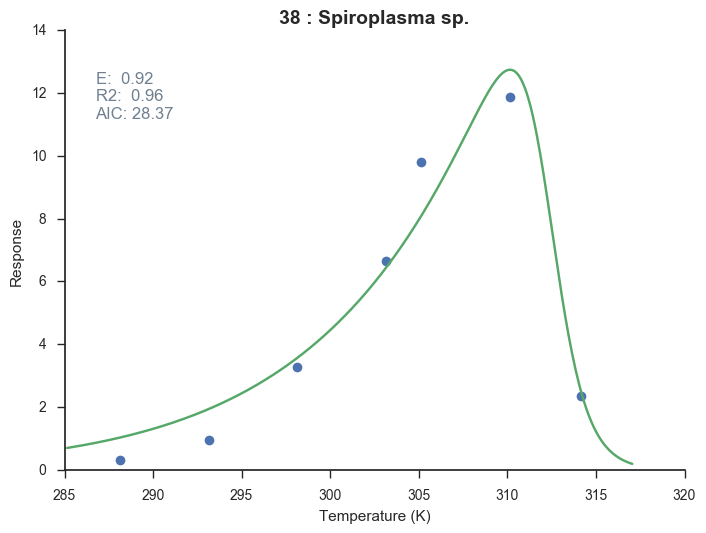 38 : Spiroplasma sp.
14
E: 0.92
R2: 0.96
AIC: 28.37
12
10
8
6
4
2
0
Response
285
290
295
300
305
310
315
320
Temperature (K)